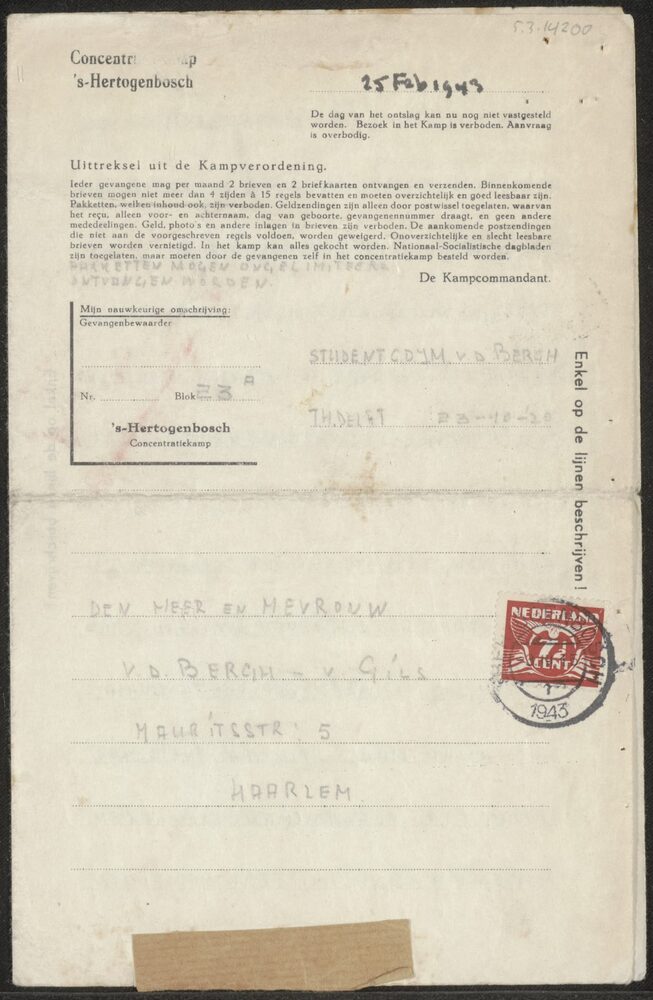 5.3.14200
Concentr
's-Hertogenbosch
25 Feb 1943
De dag van het ontslag kan nu nog niet vastgesteld
worden. Bezoek in het Kamp is verboden. Aanvraag
is overbodig.
Uittreksel uit de Kampverordening.
Ieder gevangene mag per maand 2 brieven en 2 briefkaarten ontvangen en verzenden. Binnenkomende
brieven mogen niet meer dan 4 zijden à 15 regels bevatten en moeten overzichtelijk en goed leesbaar zijn.
Pakketten, welken inhoud ook, zijn verboden. Geldzendingen zijn alleen door postwissel toegelaten, waarvan
het reçu, alleen voor- en achternaam, dag van geboorte, gevangenennummer draagt, en geen andere
mededeelingen. Geld, photo's en andere inlagen in brieven zijn verboden. De aankomende postzendingen
die niet aan de voorgeschreven regels voldoen, worden geweigerd. Onoverzichtelijke en slecht leesbare
brieven worden vernietigd. In het kamp kan alles gekocht worden. Nationaal-Socialistische dagbladen
zijn toegelaten, maar moeten door de gevangenen zelf in het concentratiekamp besteld worden.
PAKKETTEN MOGEN ONGELIMITEERD
ONTVANGEN WORDEN.
De Kampcommandant.
Mijn nauwkeurige omschrijving:
Gevangenbewaarder
STUDENT C.D.J.M. v D BERGH
Nr. Blok 3 A
TH. DELFT 23-10-20
's-Hertogenbosch
Concentratiekamp
Enkel op de lijnen beschrijven!
DEN HEER EN MEVROUW
V.D. BERGH - v GILS
MAURITSSTR. 5
HAARLEM
NEDERLAND
7½
CENT
1943